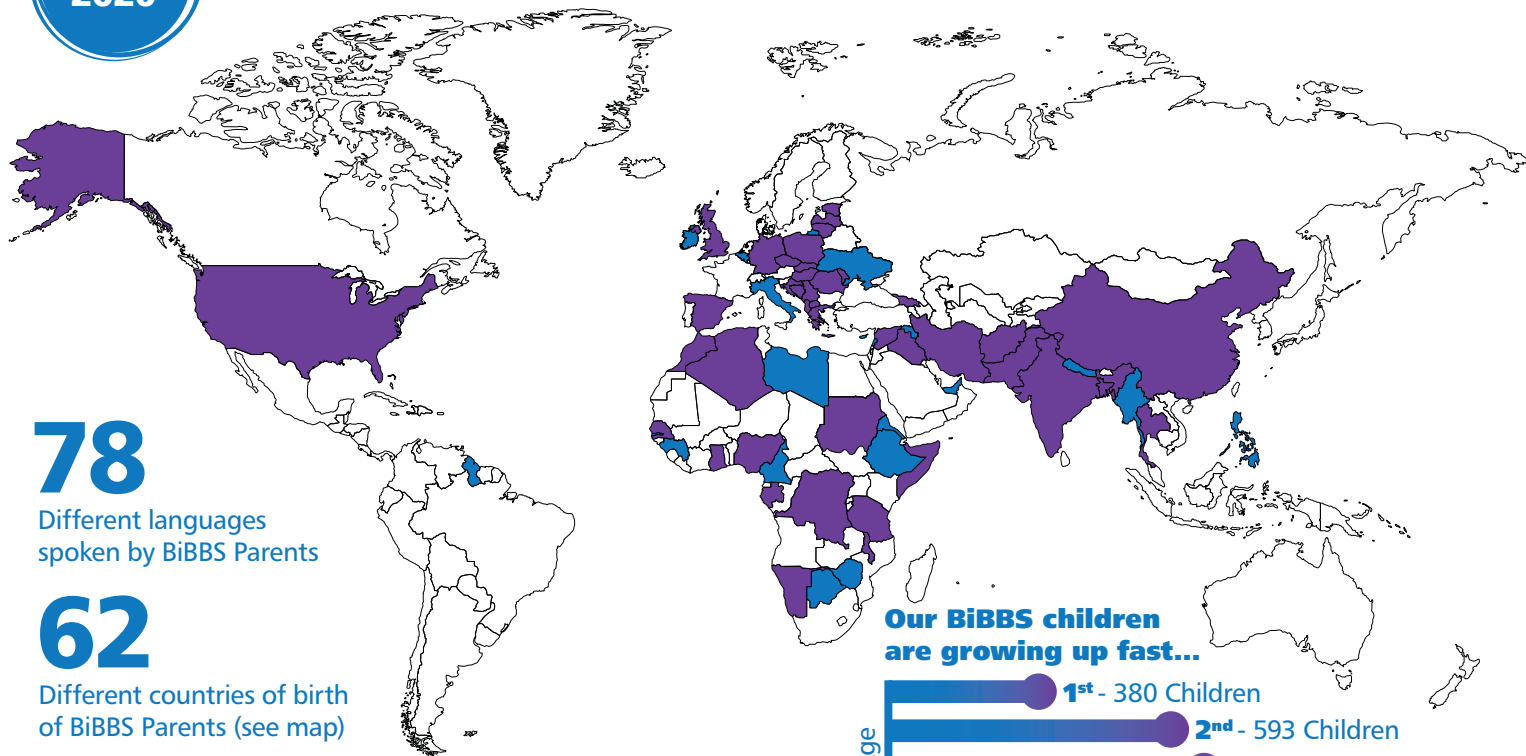 78
Different languages
spoken by BiBBS Parents
62
Different countries of birth
of BiBBS Parents (see map)
Our BiBBS children
are growing up fast...
1st - 380 Children
2nd - 593 Children